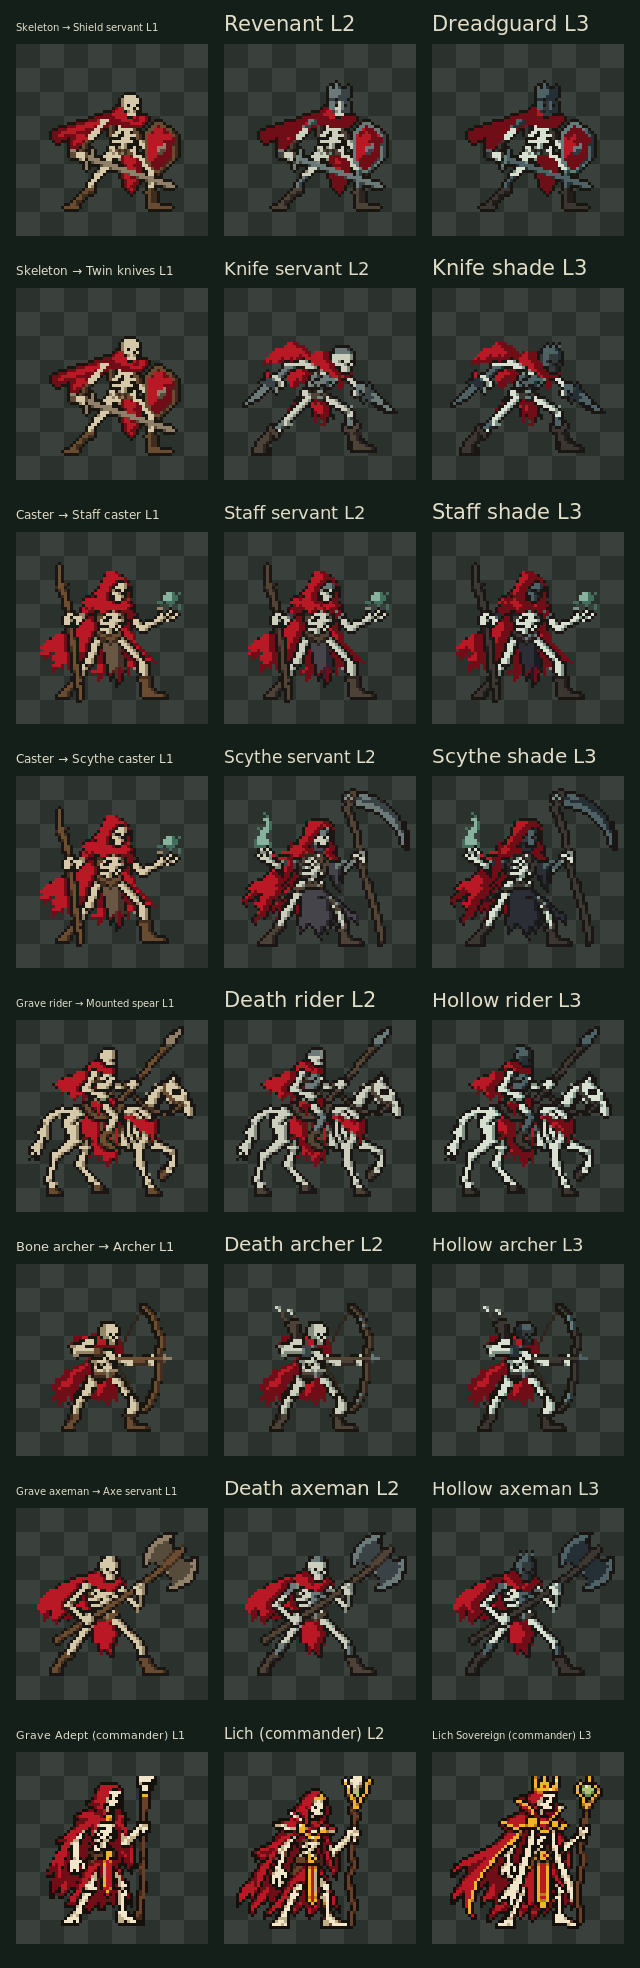 Skeleton → Shield servant L1
Revenant L2
Dreadguard L3
Skeleton → Twin knives L1
Knife servant L2
Knife shade L3
Caster → Staff caster L1
Staff servant L2
Staff shade L3
Caster → Scythe caster L1
Scythe servant L2
Scythe shade L3
Grave rider → Mounted spear L1
Death rider L2
Hollow rider L3
Bone archer → Archer L1
Death archer L2
Hollow archer L3
Grave axeman → Axe servant L1
Death axeman L2
Hollow axeman L3
Grave Adept (commander) L1
Lich (commander) L2
Lich Sovereign (commander) L3